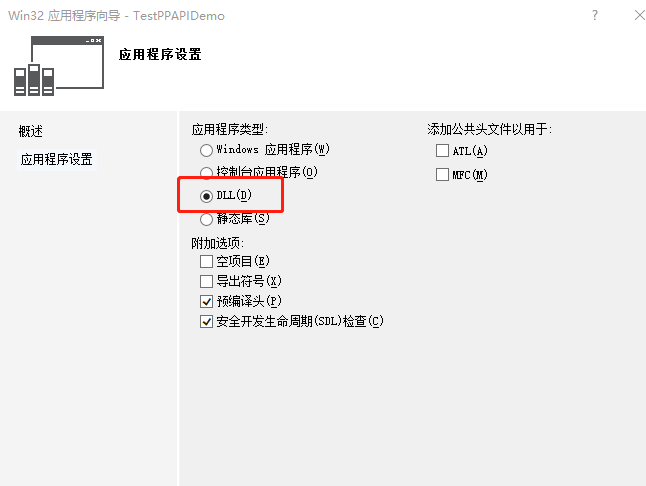 Win32 应用程序向导 - TestPPAPIDemo
应用程序设置
概述
应用程序设置
应用程序类型:
Windows 应用程序(W)
控制台应用程序(O)
DLL(D)
静态库(S)
附加选项:
空项目(E)
导出符号(X)
预编译头(P)
安全开发生命周期(SDL)检查(C)
添加公共头文件以用于:
ATL(A)
MFC(M)